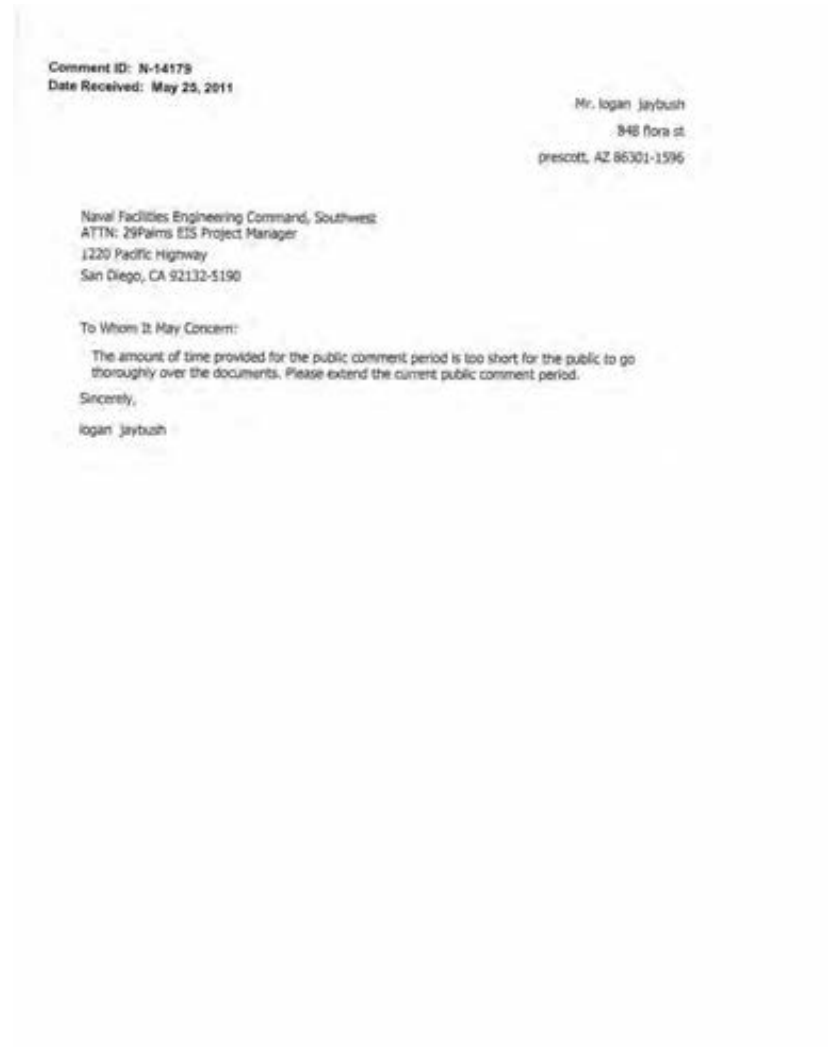 Comment ID: N-14179
Date Received: May 25, 2011
Mr. logan jaybush
848 flora st
prescott, AZ 86301-1596
Naval Facilities Engineering Command, Southwest
ATTN: 29Palms EIS Project Manager
1220 Pacific Highway
San Diego, CA 92132-5190
To Whom It May Concern:
The amount of time provided for the public comment period is too short for the public to go
thoroughly over the documents. Please extend the current public comment period.
Sincerely,
logan jaybush